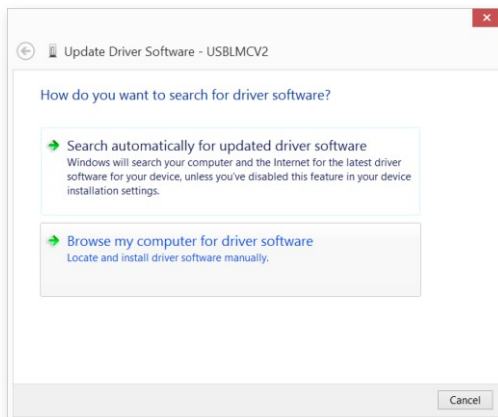 Update Driver Software - USBLMCV2
How do you want to search for driver software?
Search automatically for updated driver software
Windows will search your computer and the Internet for the latest driver
software for your device, unless you've disabled this feature in your device
installation settings.
Browse my computer for driver software
Locate and install driver software manually.
Cancel